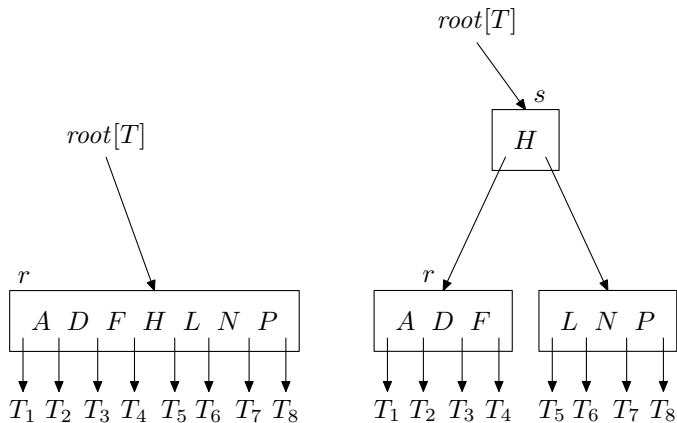 root[T]
s
H
root[T]
r
A D F H L N P
T₁ T₂ T₃ T₄ T₅ T₆ T₇ T₈
r
A D F
L N P
T₁ T₂ T₃ T₄
T₅ T₆ T₇ T₈